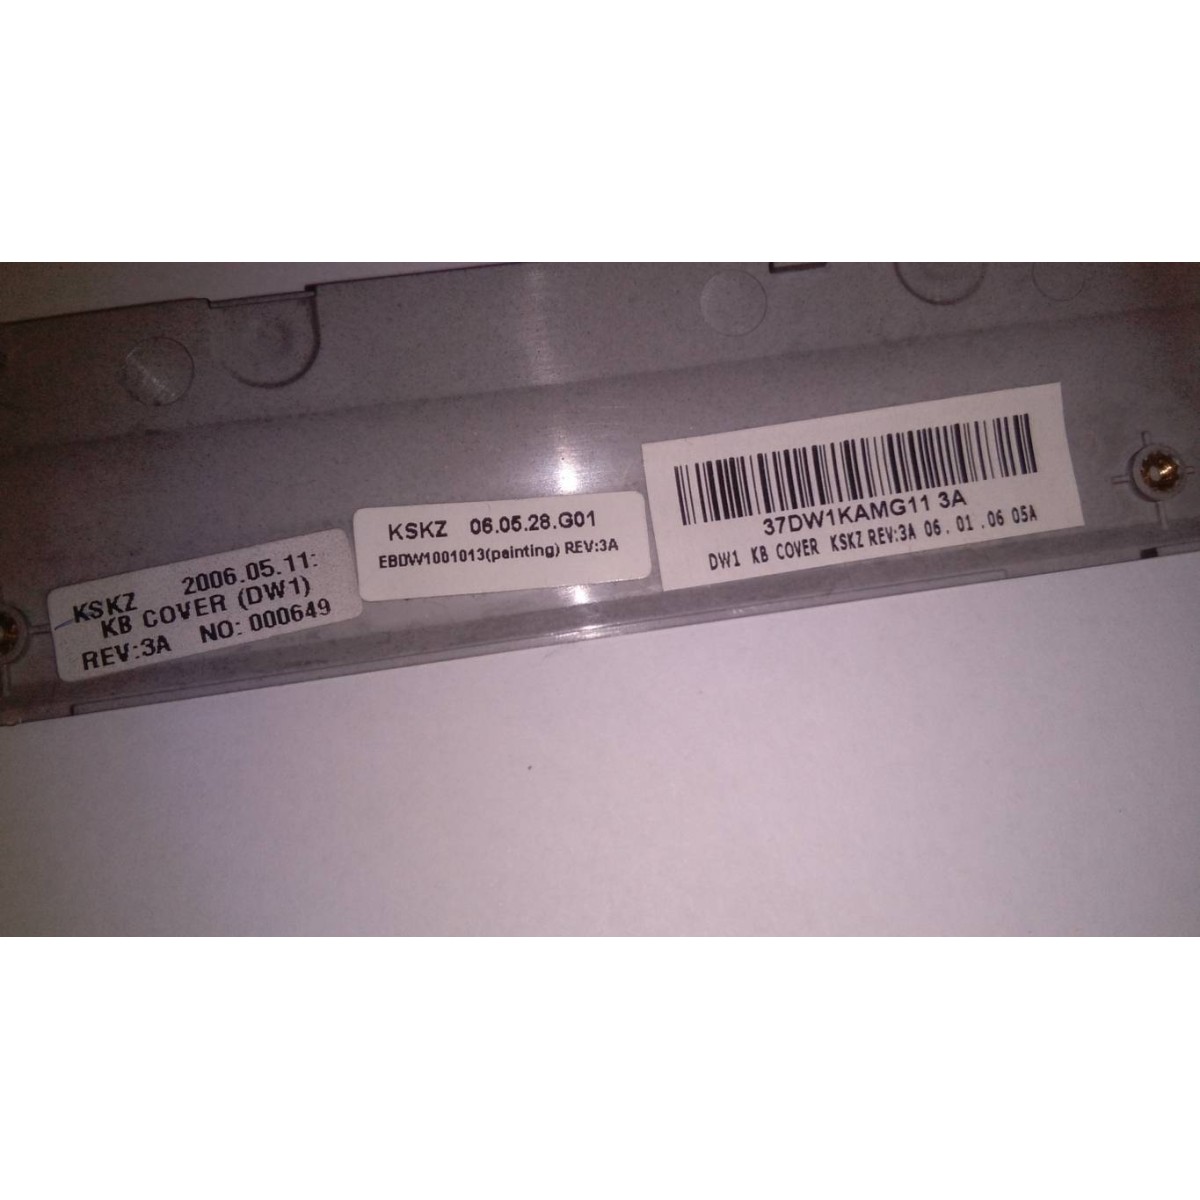 KSKZ 2006.05.11:
KB COVER (DW1)
REV:3A NO: 000649
KSKZ 06.05.28.G01
EBDW1001013(painting) REV:3A
37DW1KAMG11 3A
DW1 KB COVER KSKZ REV:3A 06.01.06 05A